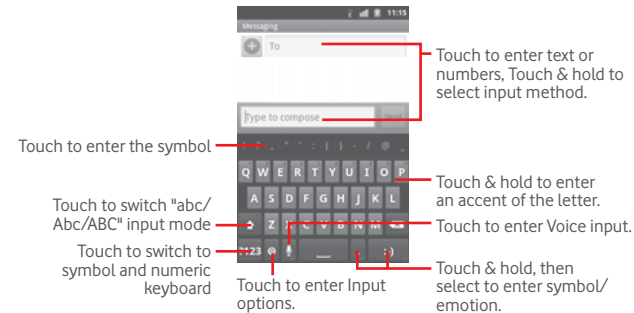 11:15
Messaging
To
Touch to enter text or
numbers, Touch & hold to
select input method.
Type to compose
Send
Touch to enter the symbol
, " ' : ( ) - / @ _
Q W E R T Y U I O P
Touch & hold to enter
an accent of the letter.
A S D F G H J K L
Touch to switch "abc/
Abc/ABC" input mode
Z X C V B N M
Touch to enter Voice input.
Touch to switch to
symbol and numeric
keyboard
?123
:)
Touch to enter Input
options.
Touch & hold, then
select to enter symbol/
emotion.